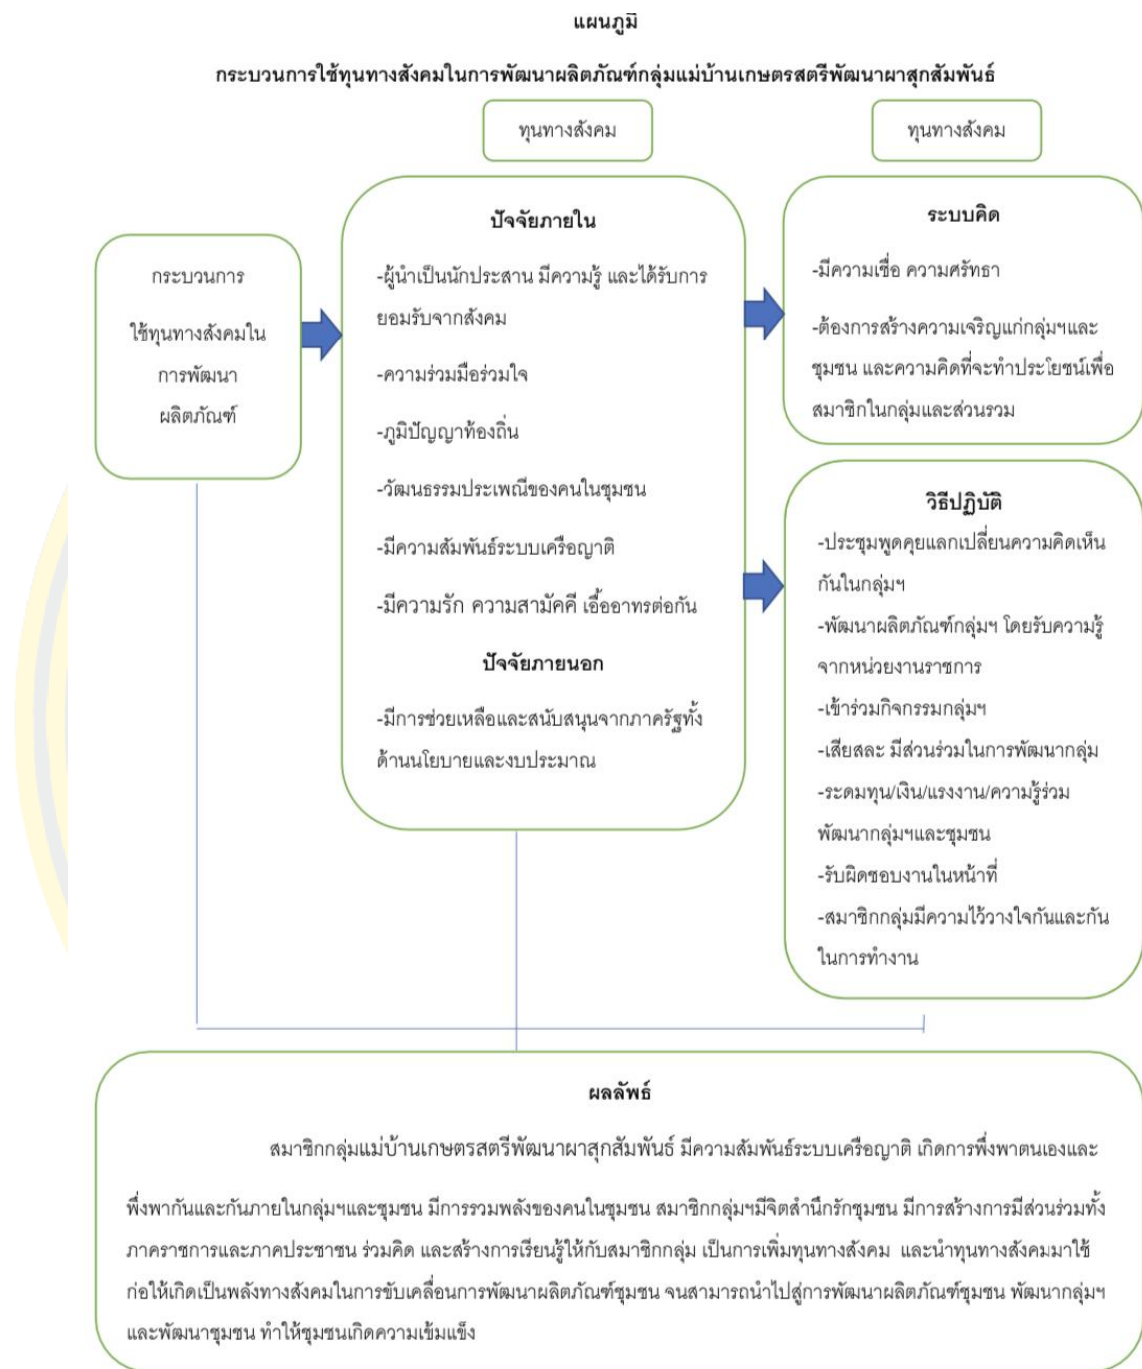 แผนภูมิ
กระบวนการใช้ทุนทางสังคมในการพัฒนาผลิตภัณฑ์กลุ่มแม่บ้านเกษตรสตรีพัฒนาผาสุกสัมพันธ์
ทุนทางสังคม
ทุนทางสังคม
กระบวนการ
ใช้ทุนทางสังคมใน
การพัฒนา
ผลิตภัณฑ์
ปัจจัยภายใน
-ผู้นำเป็นนักประสาน มีความรู้ และได้รับการ
ยอมรับจากสังคม
-ความร่วมมือร่วมใจ
-ภูมิปัญญาท้องถิ่น
-วัฒนธรรมประเพณีของคนในชุมชน
-มีความสัมพันธ์ระบบเครือญาติ
-มีความรัก ความสามัคคี เอื้ออาทรต่อกัน
ปัจจัยภายนอก
-มีการช่วยเหลือและสนับสนุนจากภาครัฐทั้ง
ด้านนโยบายและงบประมาณ
ระบบคิด
-มีความเชื่อ ความศรัทธา
-ต้องการสร้างความเจริญแก่กลุ่มฯและ
ชุมชน และความคิดที่จะทำประโยชน์เพื่อ
สมาชิกในกลุ่มและส่วนรวม
วิธีปฏิบัติ
-ประชุมพูดคุยแลกเปลี่ยนความคิดเห็น
กันในกลุ่มฯ
-พัฒนาผลิตภัณฑ์กลุ่มฯ โดยรับความรู้
จากหน่วยงานราชการ
-เข้าร่วมกิจกรรมกลุ่มฯ
-เสียสละ มีส่วนร่วมในการพัฒนากลุ่ม
-ระดมทุน/เงิน/แรงงาน/ความรู้ร่วม
พัฒนากลุ่มฯและชุมชน
-รับผิดชอบงานในหน้าที่
-สมาชิกกลุ่มมีความไว้วางใจกันและกัน
ในการทำงาน
ผลลัพธ์
สมาชิกกลุ่มแม่บ้านเกษตรสตรีพัฒนาผาสุกสัมพันธ์ มีความสัมพันธ์ระบบเครือญาติ เกิดการพึ่งพาตนเองและ
พึ่งพากันและกันภายในกลุ่มฯและชุมชน มีการรวมพลังของคนในชุมชน สมาชิกกลุ่มฯมีจิตสำนึกรักชุมชน มีการสร้างการมีส่วนร่วมทั้ง
ภาคราชการและภาคประชาชน ร่วมคิด และสร้างการเรียนรู้ให้กับสมาชิกกลุ่ม เป็นการเพิ่มทุนทางสังคม และนำทุนทางสังคมมาใช้
ก่อให้เกิดเป็นพลังทางสังคมในการขับเคลื่อนการพัฒนาผลิตภัณฑ์ชุมชน จนสามารถนำไปสู่การพัฒนาผลิตภัณฑ์ชุมชน พัฒนากลุ่มฯ
และพัฒนาชุมชน ทำให้ชุมชนเกิดความเข้มแข็ง